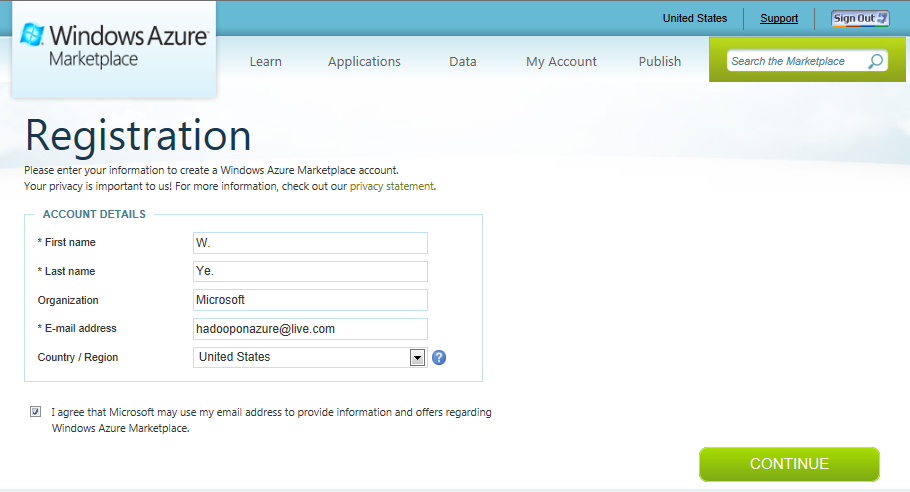 United States
Support
Sign Out
Windows Azure
Marketplace
Learn
Applications
Data
My Account
Publish
Search the Marketplace
Registration
Please enter your information to create a Windows Azure Marketplace account.
Your privacy is important to us! For more information, check out our privacy statement.
ACCOUNT DETAILS
* First name W.
* Last name Ye.
Organization Microsoft
* E-mail address hadooponazure@live.com
Country / Region United States ?
I agree that Microsoft may use my email address to provide information and offers regarding
Windows Azure Marketplace.
CONTINUE